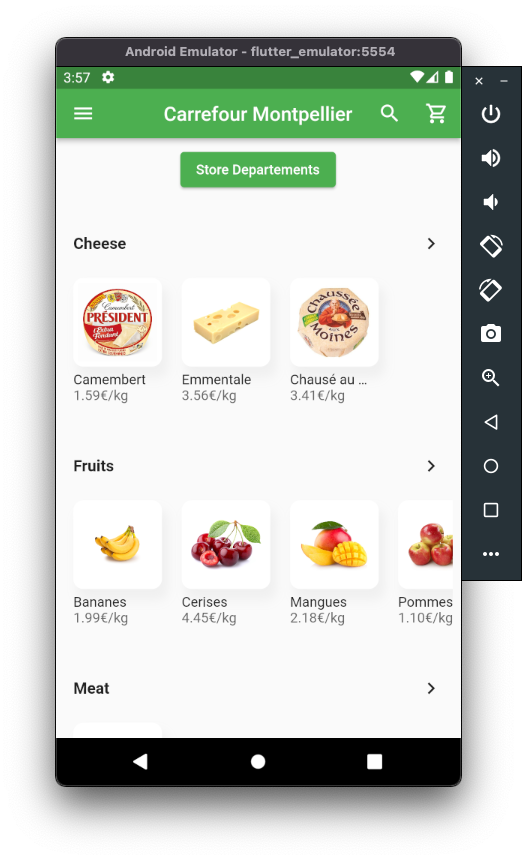 Android Emulator - flutter_emulator:5554
3:57
Carrefour Montpellier
Store Departements
Cheese
Camembert
PRÉSIDENT
Extra
Fondant
Chaussée
AUX
Moines
Camembert
Emmentale
Chausé au ...
1.59€/kg
3.56€/kg
3.41€/kg
Fruits
Bananes
Cerises
Mangues
Pommes
1.99€/kg
4.45€/kg
2.18€/kg
1.10€/kg
Meat